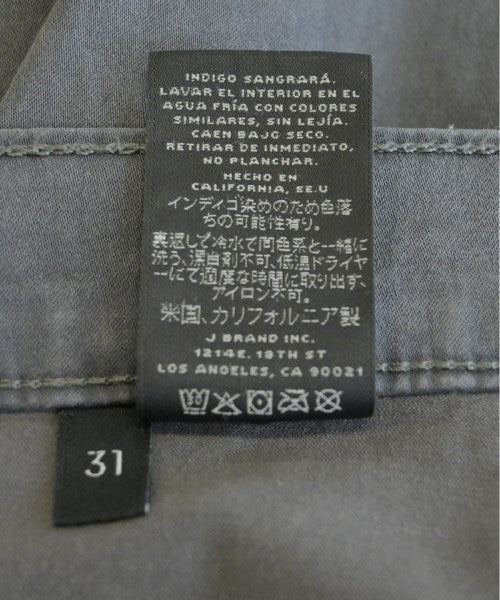 INDIGO SANGRARÁ.
LAVAR EL INTERIOR EN EL
AGUA FRÍA CON COLORES
SIMILARES, SIN LEJÍA.
CAEN BAJO SECO.
RETIRAR DE INMEDIATO,
NO PLANCHAR.
HECHO EN
CALIFORNIA, EE.U
インディゴ染めのため色落
ちの可能性有り。
裏返しで冷水で同色系と一緒に
洗う,漂白剤不可,低温ドライヤ
ーにて適度な時間に取り出す,
アイロン不可.
米国、カリフォルニア製
J BRAND INC.
1214E. 18TH ST
LOS ANGELES, CA 90021
31